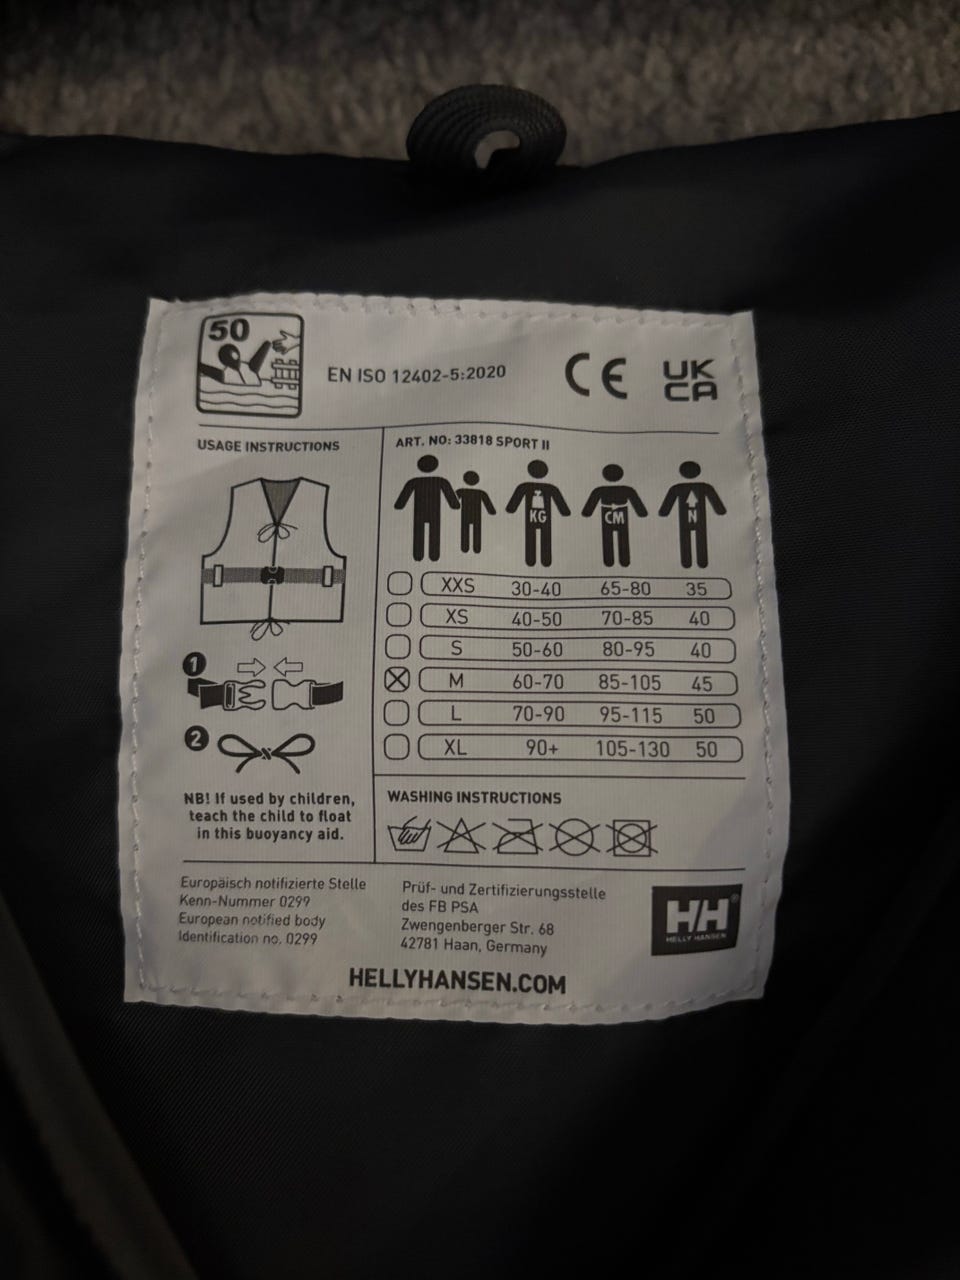 50
EN ISO 12402-5:2020
CE
UK
CA
USAGE INSTRUCTIONS
1
2
NB! If used by children,
teach the child to float
in this buoyancy aid.
ART. NO: 33818 SPORT II
KG CM N
XXS 30-40 65-80 35
XS 40-50 70-85 40
S 50-60 80-95 40
M 60-70 85-105 45
L 70-90 95-115 50
XL 90+ 105-130 50
WASHING INSTRUCTIONS
Europäisch notifizierte Stelle
Kenn-Nummer 0299
European notified body
Identification no. 0299
Prüf- und Zertifizierungsstelle
des FB PSA
Zwengenberger Str. 68
42781 Haan, Germany
H/H®
HELLY HANSEN
HELLYHANSEN.COM